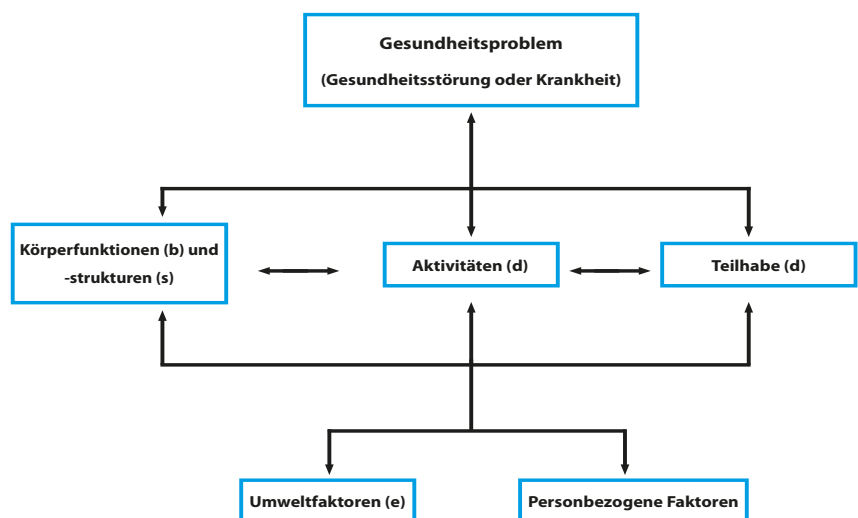 Gesundheitsproblem
(Gesundheitsstörung oder Krankheit)
Körperfunktionen (b) und
-strukturen (s)
Aktivitäten (d)
Teilhabe (d)
Umweltfaktoren (e)
Personbezogene Faktoren